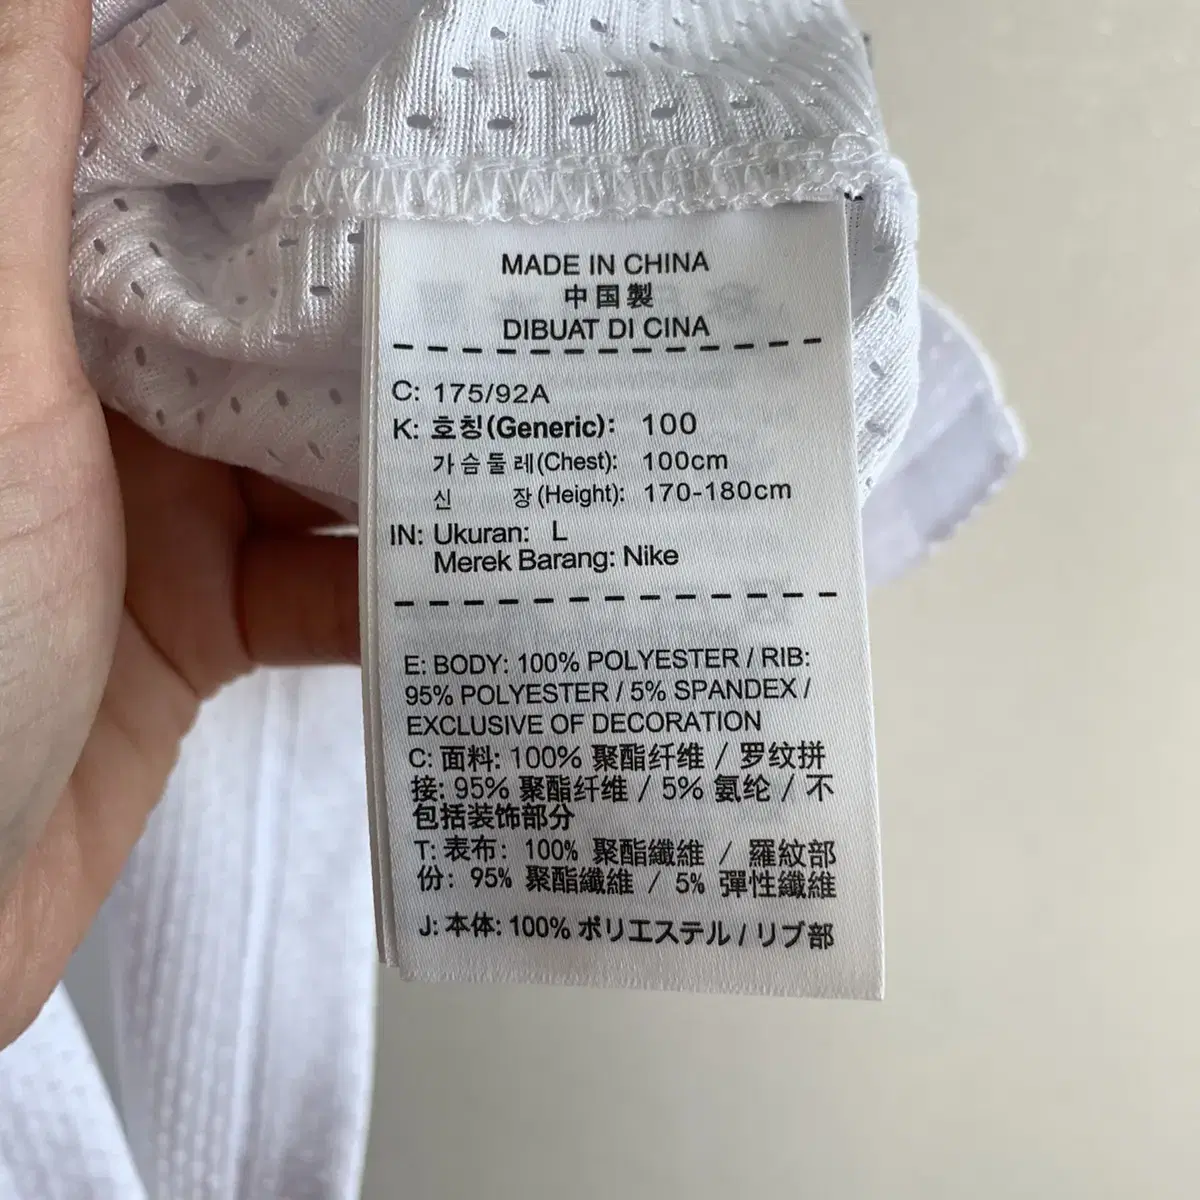 MADE IN CHINA
中国製
DIBUAT DI CINA
C: 175/92A
K: 호칭(Generic): 100
가슴둘레(Chest): 100cm
신 장(Height): 170-180cm
IN: Ukuran: L
Merek Barang: Nike
E: BODY: 100% POLYESTER / RIB:
95% POLYESTER / 5% SPANDEX /
EXCLUSIVE OF DECORATION
C: 面料: 100% 聚酯纤维 / 罗纹拼
接: 95% 聚酯纤维 / 5% 氨纶 / 不
包括装饰部分
T: 表布: 100% 聚酯纖維 / 羅紋部
份: 95% 聚酯纖維 / 5% 彈性纖維
J: 本体: 100% ポリエステル / リブ部